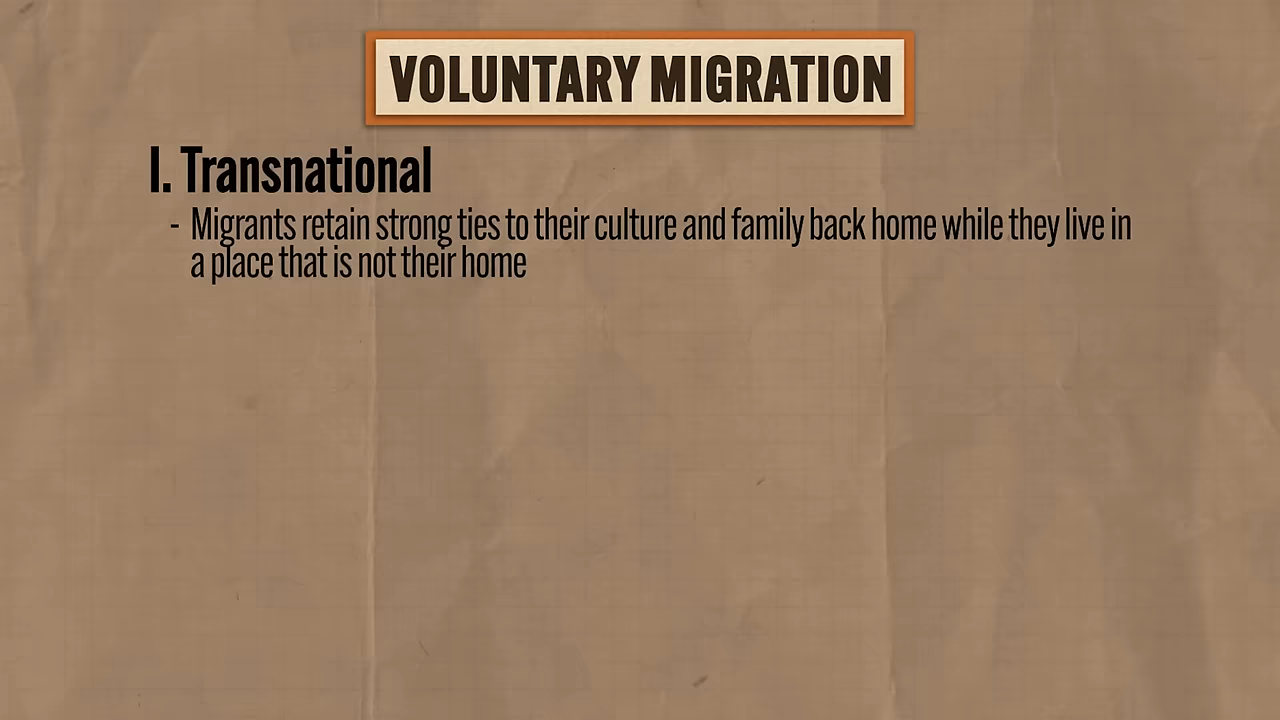 VOLUNTARY MIGRATION
I. Transnational
- Migrants retain strong ties to their culture and family back home while they live in
a place that is not their home